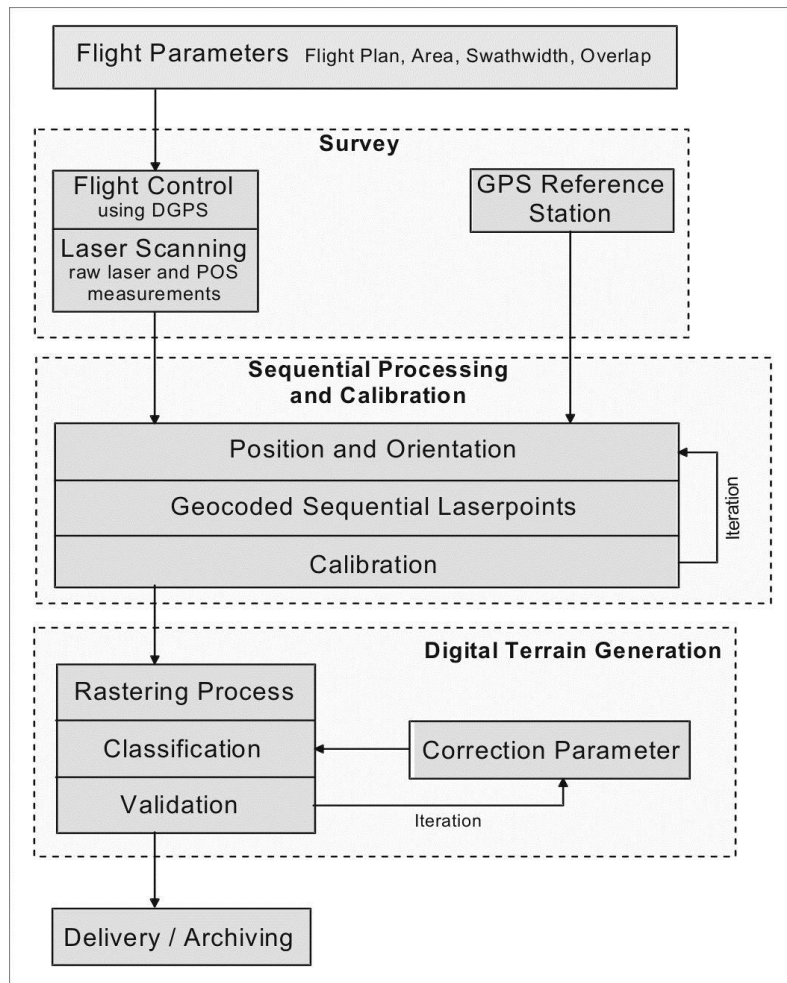 Flight Parameters Flight Plan, Area, Swathwidth, Overlap
Survey
Flight Control
using DGPS
Laser Scanning
raw laser and POS
measurements
GPS Reference
Station
Sequential Processing
and Calibration
Position and Orientation
Geocoded Sequential Laserpoints
Calibration
Iteration
Digital Terrain Generation
Rastering Process
Classification
Validation
Correction Parameter
Iteration
Delivery / Archiving